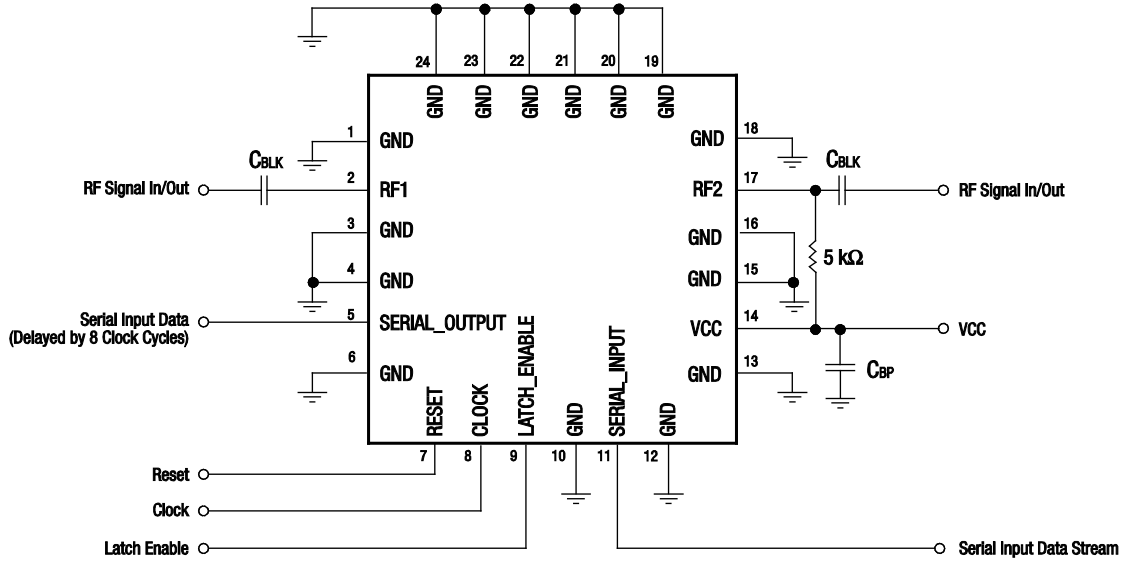 24 23 22 21 20 19
GND GND GND GND GND GND
1 GND
GND 18
CBLK
CBLK
RF Signal In/Out
2 RF1
RF2 17
RF Signal In/Out
3 GND
GND 16
5 kΩ
4 GND
GND 15
Serial Input Data
(Delayed by 8 Clock Cycles)
5 SERIAL_OUTPUT
VCC 14
VCC
6 GND
GND 13
CBP
RESET CLOCK LATCH_ENABLE GND SERIAL_INPUT GND
7 8 9 10 11 12
Reset
Clock
Latch Enable
Serial Input Data Stream